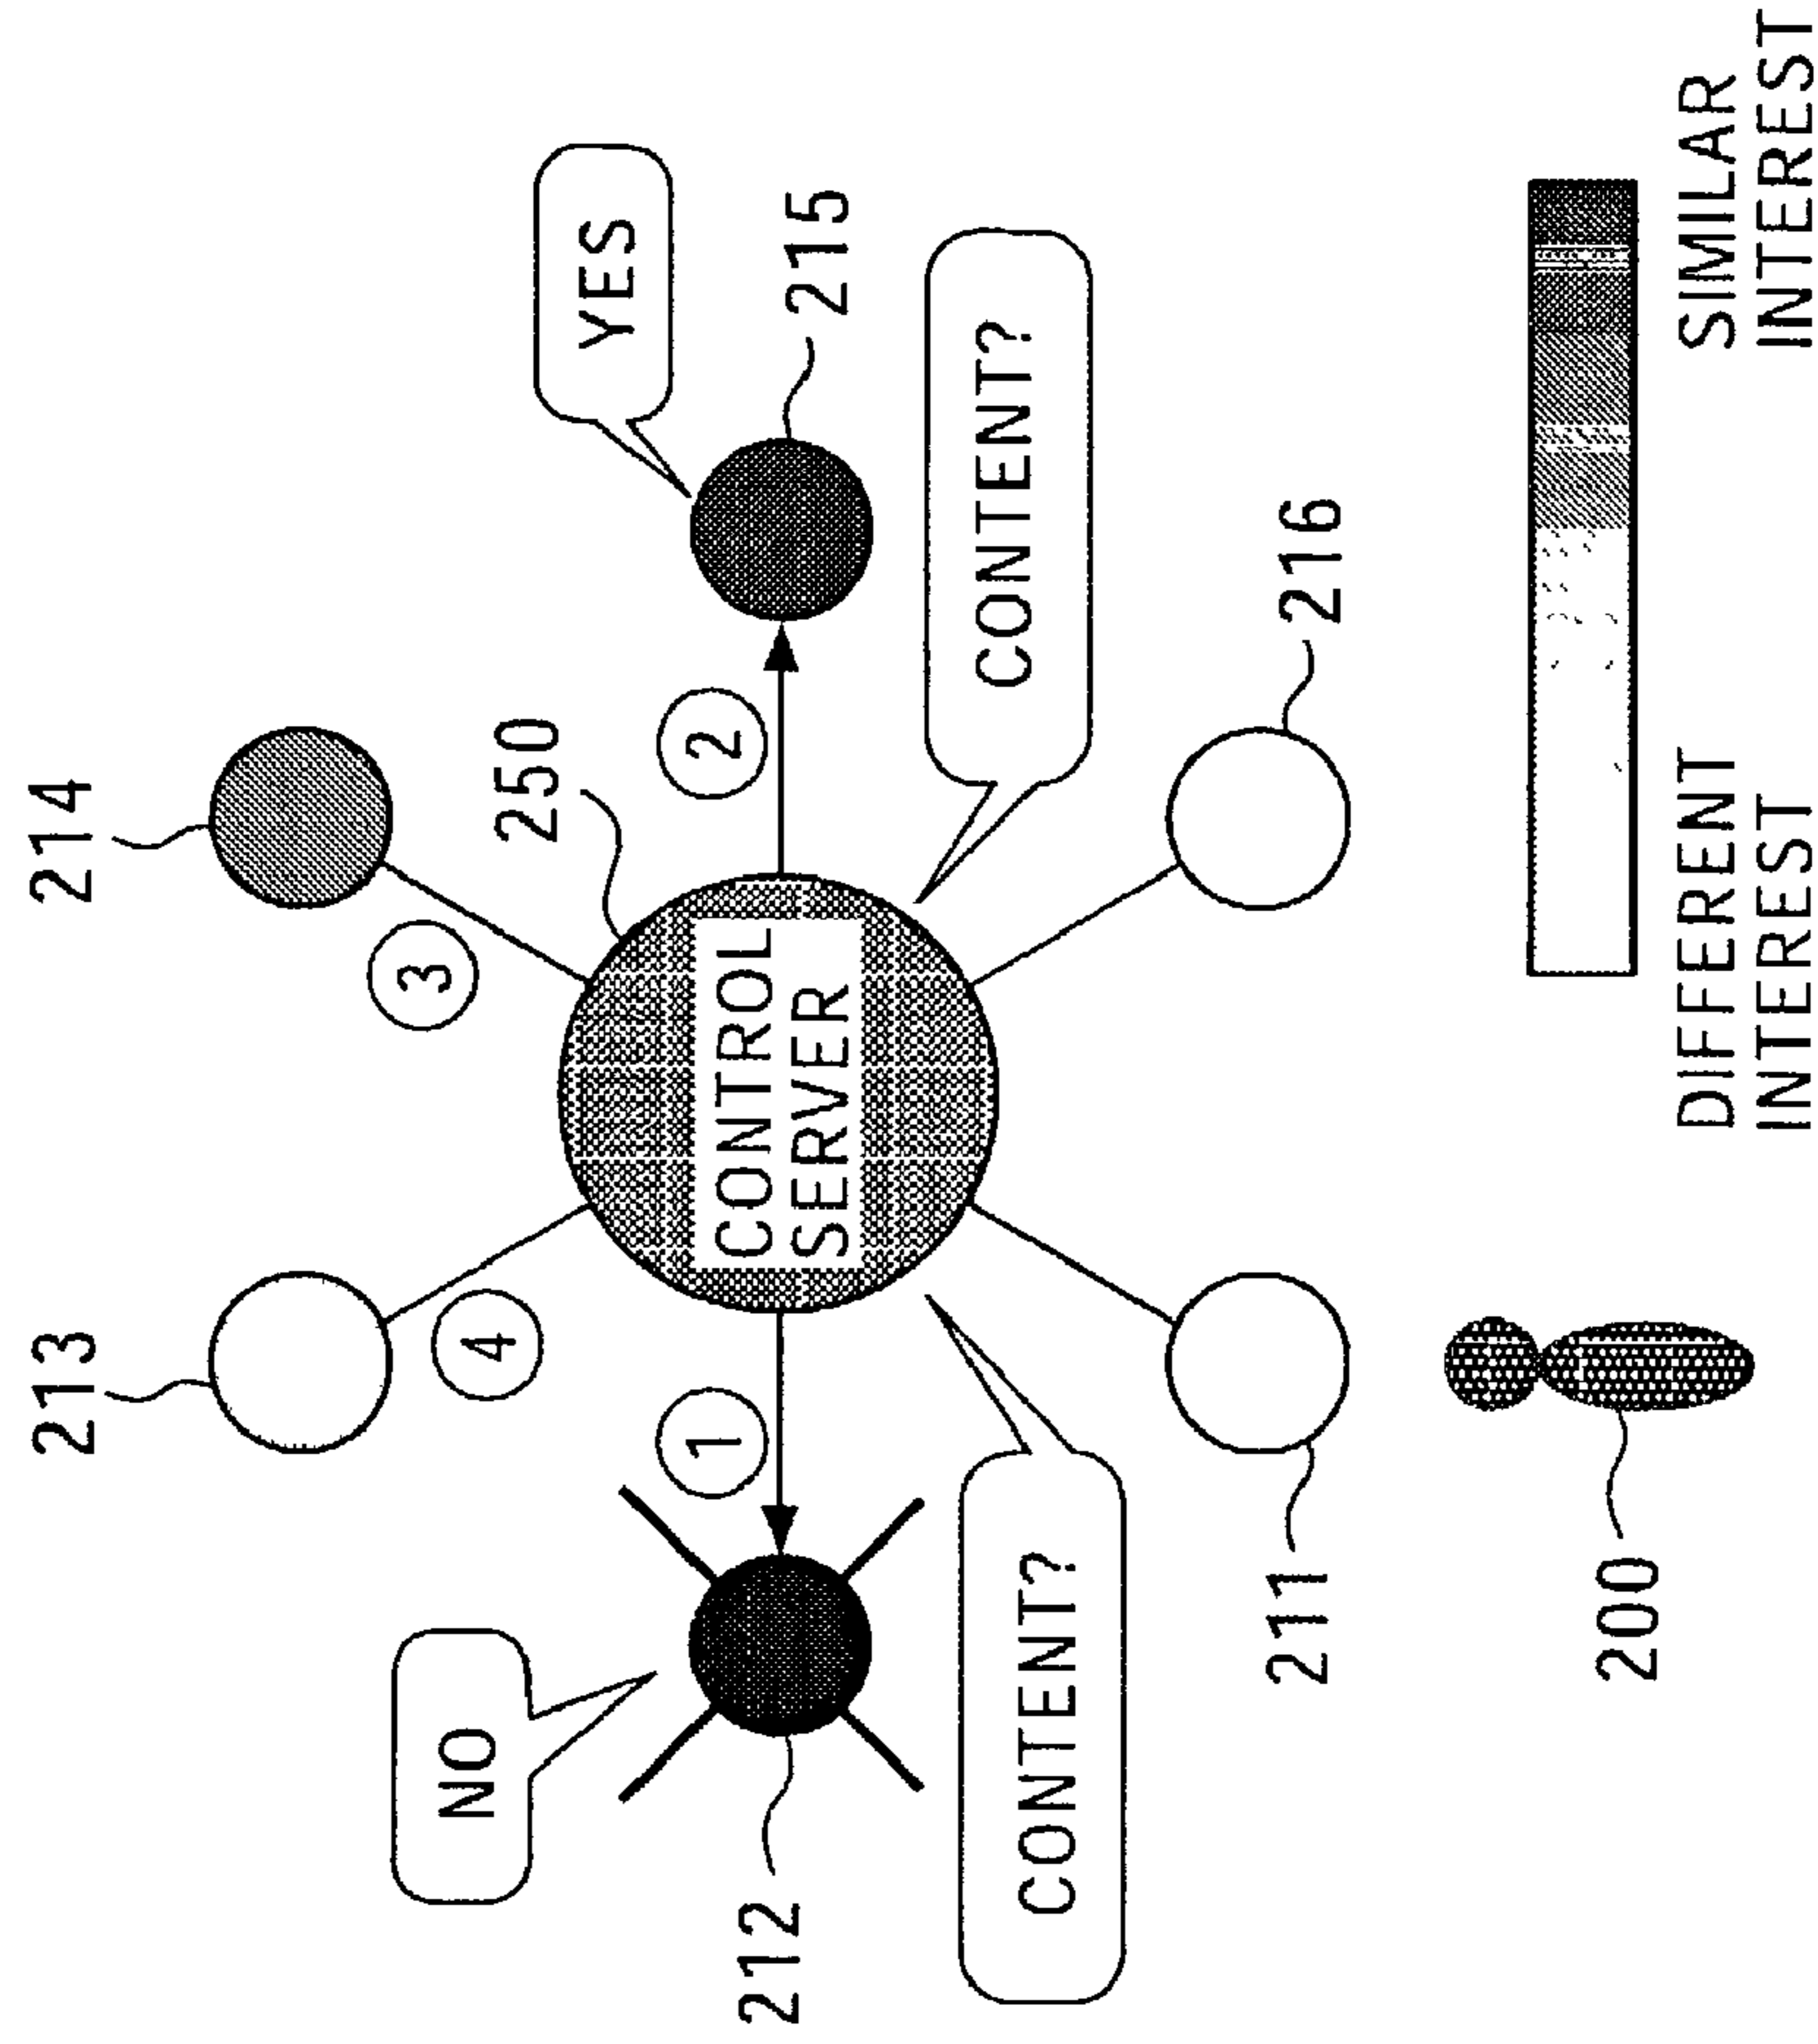 213
214
3
NO
4
250
YES
1
2
CONTROL
SERVER
212
215
CONTENT?
CONTENT?
211
216
200
DIFFERENT
INTEREST
SIMILAR
INTEREST